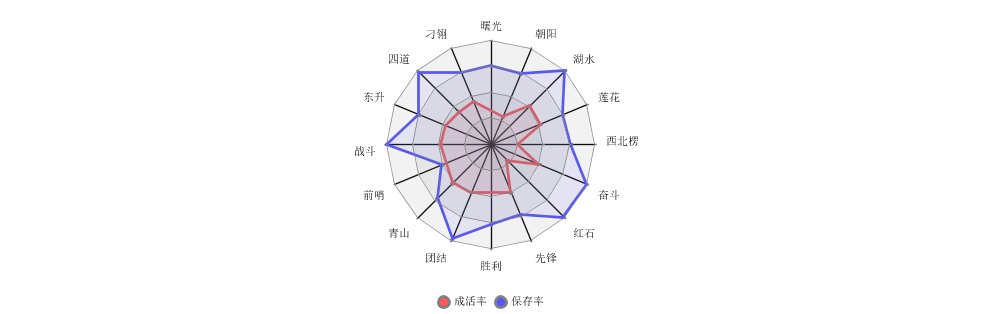 曙光
刁翎
朝阳
四道
湖水
东升
莲花
西北楞
战斗
前哨
奋斗
青山
红石
团结
先锋
胜利
成活率
保存率